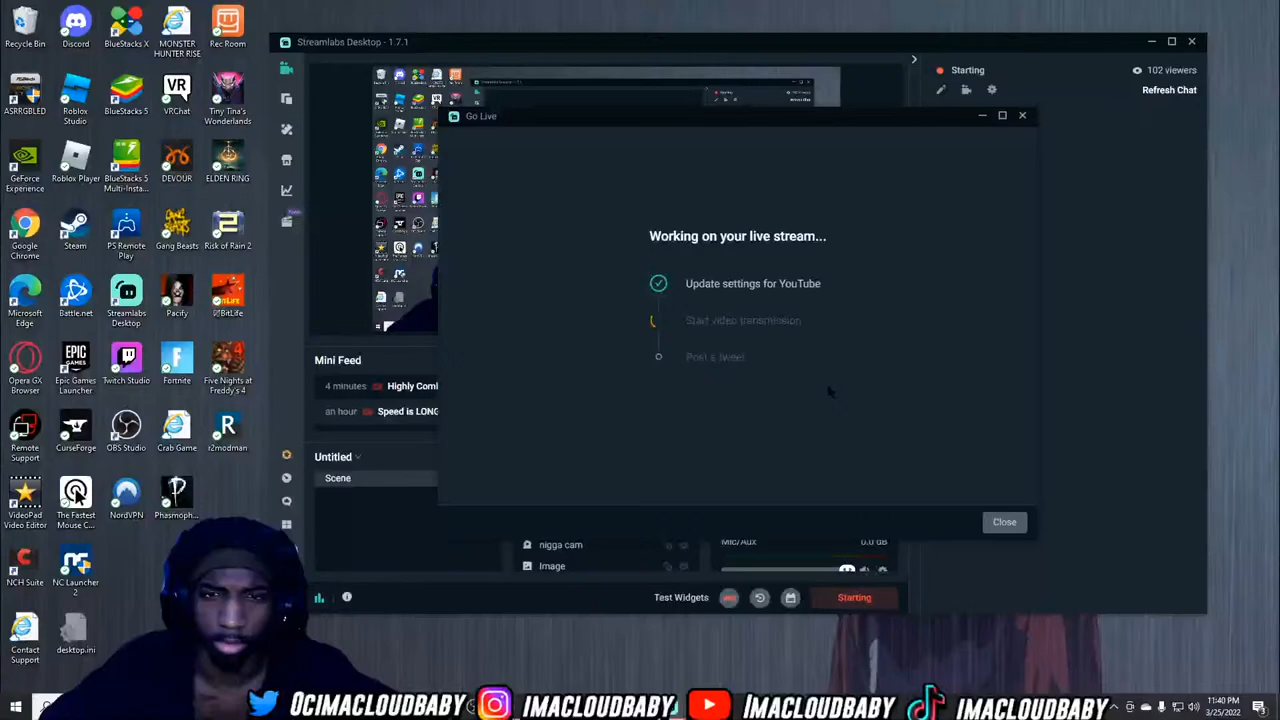 Streamlabs Desktop - 1.7.1
Starting
102 viewers
Refresh Chat
Go Live
Working on your live stream...
Update settings for YouTube
Start video transmission
Post a tweet
Close
Mini Feed
4 minutes Highly Comb
an hour Speed is LONG
Untitled
Scene
nigga cam
Image
Mic/Aux 0.0 dB
Test Widgets
Starting
Recycle Bin
Discord
BlueStacks X
MONSTER HUNTER RISE
Rec Room
ASRRGBLED
Roblox Studio
BlueStacks 5
VRChat
Tiny Tina's Wonderlands
GeForce Experience
Roblox Player
BlueStacks 5 Multi-Insta...
DEVOUR
ELDEN RING
Google Chrome
Steam
PS Remote Play
Gang Beasts
Risk of Rain 2
Microsoft Edge
Battle.net
Streamlabs Desktop
Pacify
BitLife
Opera GX Browser
Epic Games Launcher
Twitch Studio
Fortnite
Five Nights at Freddy's 4
Remote Support
CurseForge
OBS Studio
Crab Game
r2modman
VideoPad Video Editor
The Fastest Mouse C...
NordVPN
Phasmoph...
NCH Suite
NC Launcher 2
Contact Support
desktop.ini
OCIMACLOUDBABY
IMACLOUDBABY
IMACLOUDBABY
IMACLOUDBABY
11:40 PM
3/25/2022